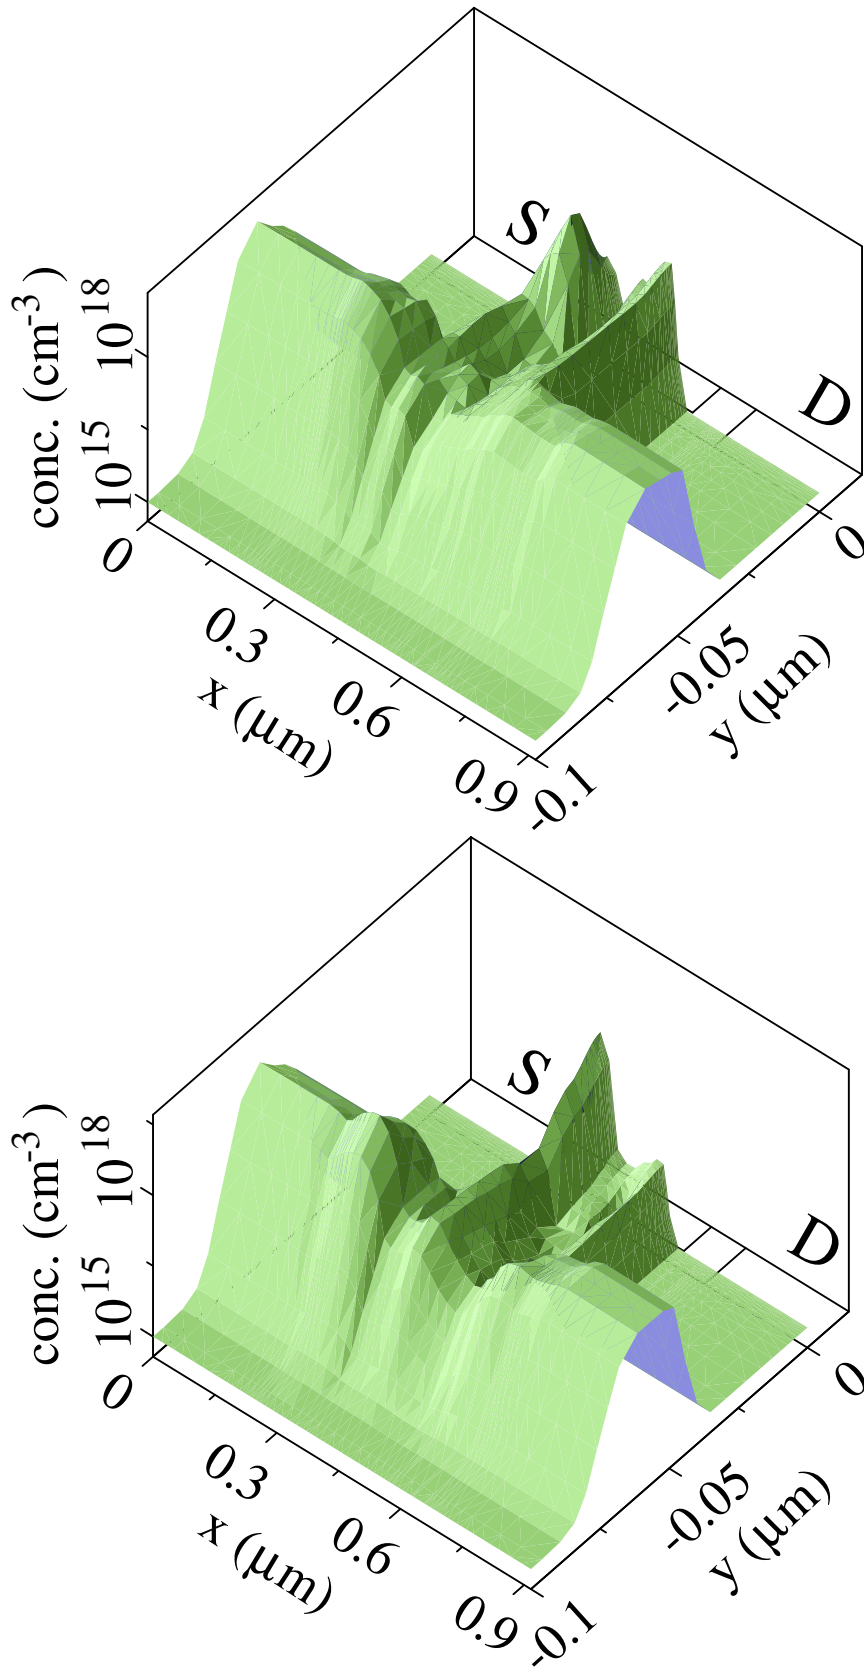 S
D
conc. (cm-3)
10^18
10^15
0
0.3
0.6
0.9
x (μm)
-0.1
-0.05
0
y (μm)
S
D
conc. (cm-3)
10^18
10^15
0
0.3
0.6
0.9
x (μm)
-0.1
-0.05
0
y (μm)